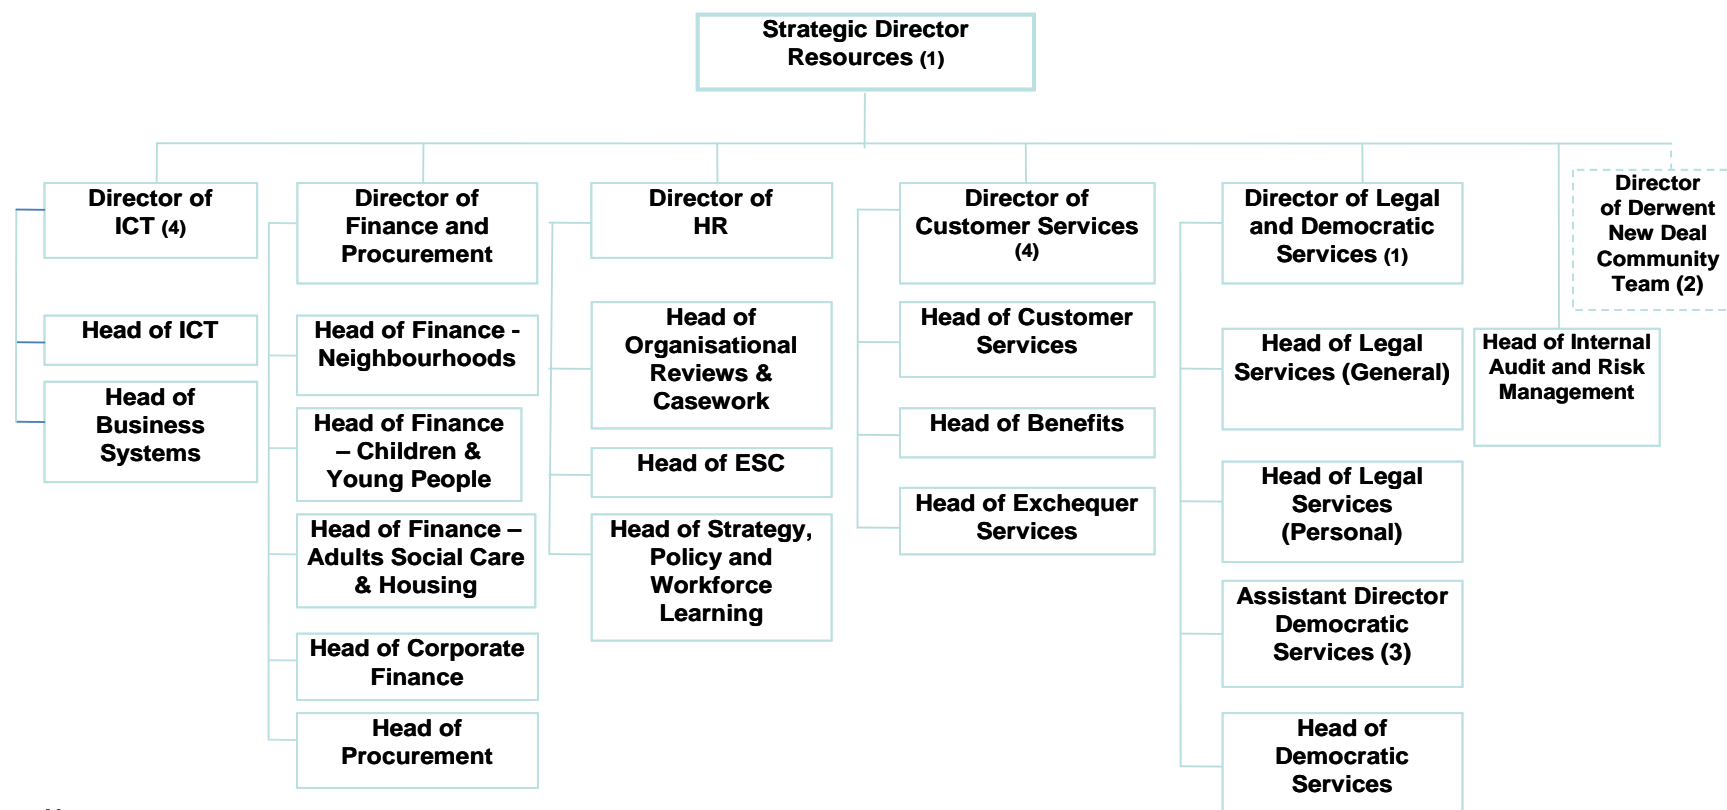 Strategic Director
Resources (1)
Director of
ICT (4)
Head of ICT
Head of
Business
Systems
Director of
Finance and
Procurement
Head of Finance -
Neighbourhoods
Head of Finance
– Children &
Young People
Head of Finance –
Adults Social Care
& Housing
Head of Corporate
Finance
Head of
Procurement
Director of
HR
Head of
Organisational
Reviews &
Casework
Head of ESC
Head of Strategy,
Policy and
Workforce
Learning
Director of
Customer Services
(4)
Head of Customer
Services
Head of Benefits
Head of Exchequer
Services
Director of Legal
and Democratic
Services (1)
Head of Legal
Services (General)
Head of Legal
Services
(Personal)
Assistant Director
Democratic
Services (3)
Head of
Democratic
Services
Head of Internal
Audit and Risk
Management
Director
of Derwent
New Deal
Community
Team (2)